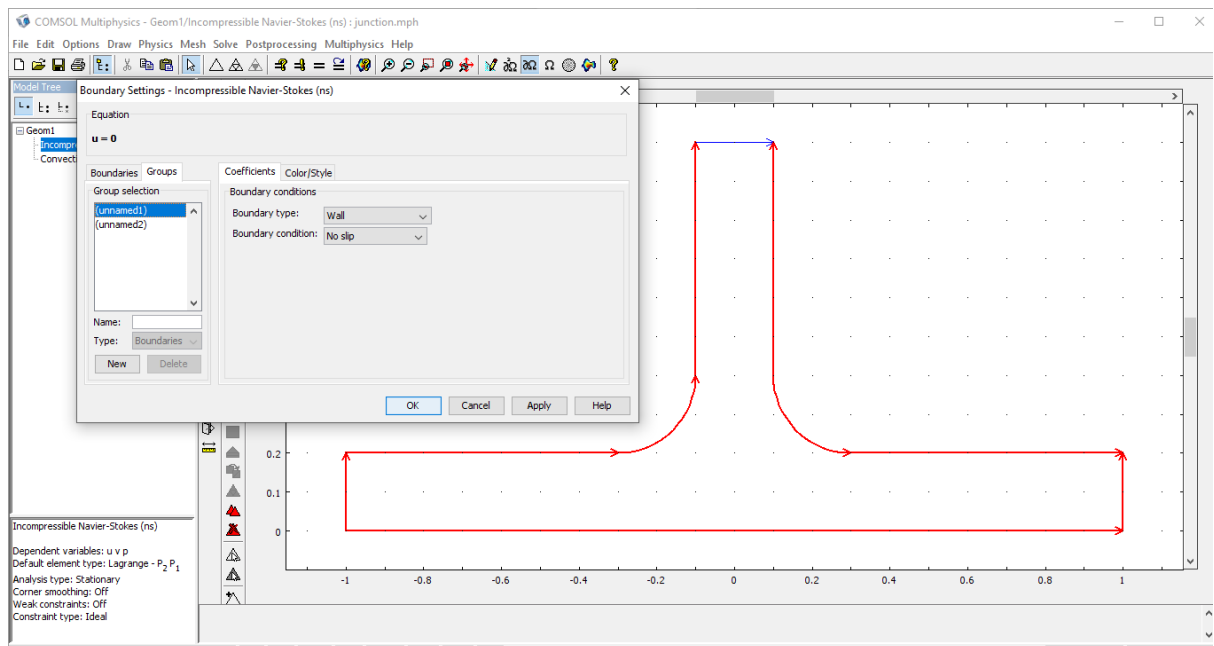 COMSOL Multiphysics - Geom1/Incompressible Navier-Stokes (ns) : junction.mph
File Edit Options Draw Physics Mesh Solve Postprocessing Multiphysics Help
Model Tree
Geom1
Incompr
Convecti
Boundary Settings - Incompressible Navier-Stokes (ns)
Equation
u = 0
Boundaries Groups
Group selection
(unnamed1)
(unnamed2)
Name:
Type: Boundaries
New Delete
Coefficients Color/Style
Boundary conditions
Boundary type: Wall
Boundary condition: No slip
OK Cancel Apply Help
0.2
0.1
0
-1 -0.8 -0.6 -0.4 -0.2 0 0.2 0.4 0.6 0.8 1
Incompressible Navier-Stokes (ns)
Dependent variables: u v p
Default element type: Lagrange - P₂ P₁
Analysis type: Stationary
Corner smoothing: Off
Weak constraints: Off
Constraint type: Ideal